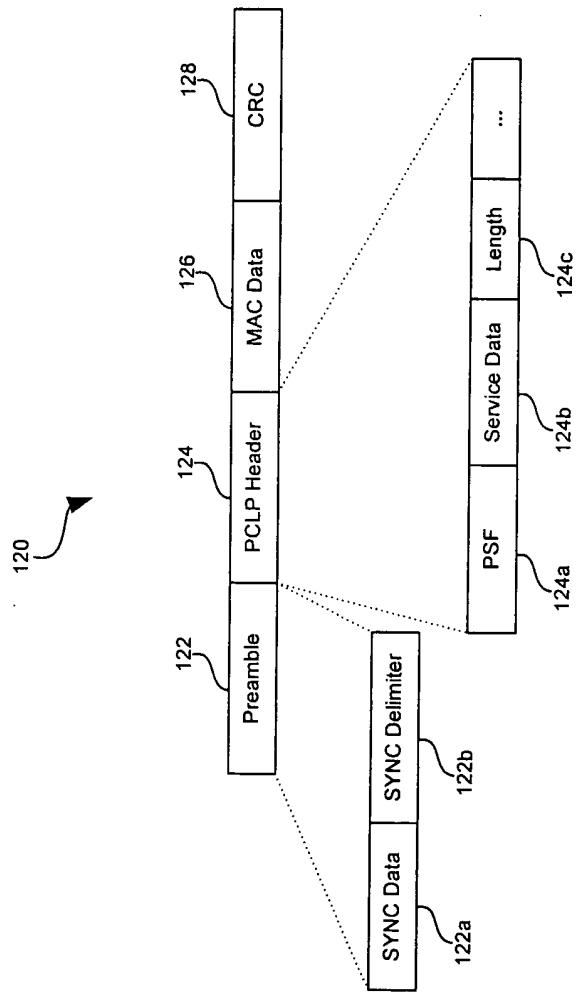 120
122
124
126
128
Preamble
PCLP Header
MAC Data
CRC
SYNC Data
SYNC Delimiter
122a
122b
PSF
Service Data
Length
...
124a
124b
124c